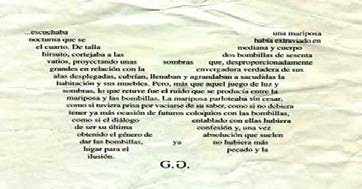 ...escuchaba una mariposa
nocturna que se había extraviado en
el cuarto. De talla mediana y cuerpo
hirsuto, cortejaba a las dos bombillas de sesenta
vatios, proyectando unas sombras que, desproporcionadamente
grandes en relación con la envergadura verdadera de sus
alas desplegadas, cubrían, llenaban y agrandaban a sacudidas la
habitación y sus muebles. Pero, más que aquel juego de luz y
sombras, lo que retuve fue el ruido que se producía entre la
mariposa y las bombillas. La mariposa parloteaba sin cesar,
como si tuviera prisa por vaciarse de su saber, como si no debiera
tener ya más ocasión de futuros coloquios con las bombillas,
como si el diálogo entablado con ellas hubiera
de ser su última confesión y, una vez
obtenido el género de absolución que suelen
dar las bombillas, ya no hubiera más
lugar para el pecado y la
ilusión.
G.G.